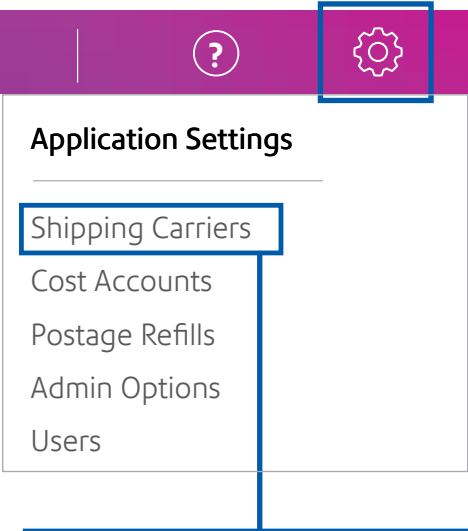 ?
Application Settings
Shipping Carriers
Cost Accounts
Postage Refills
Admin Options
Users